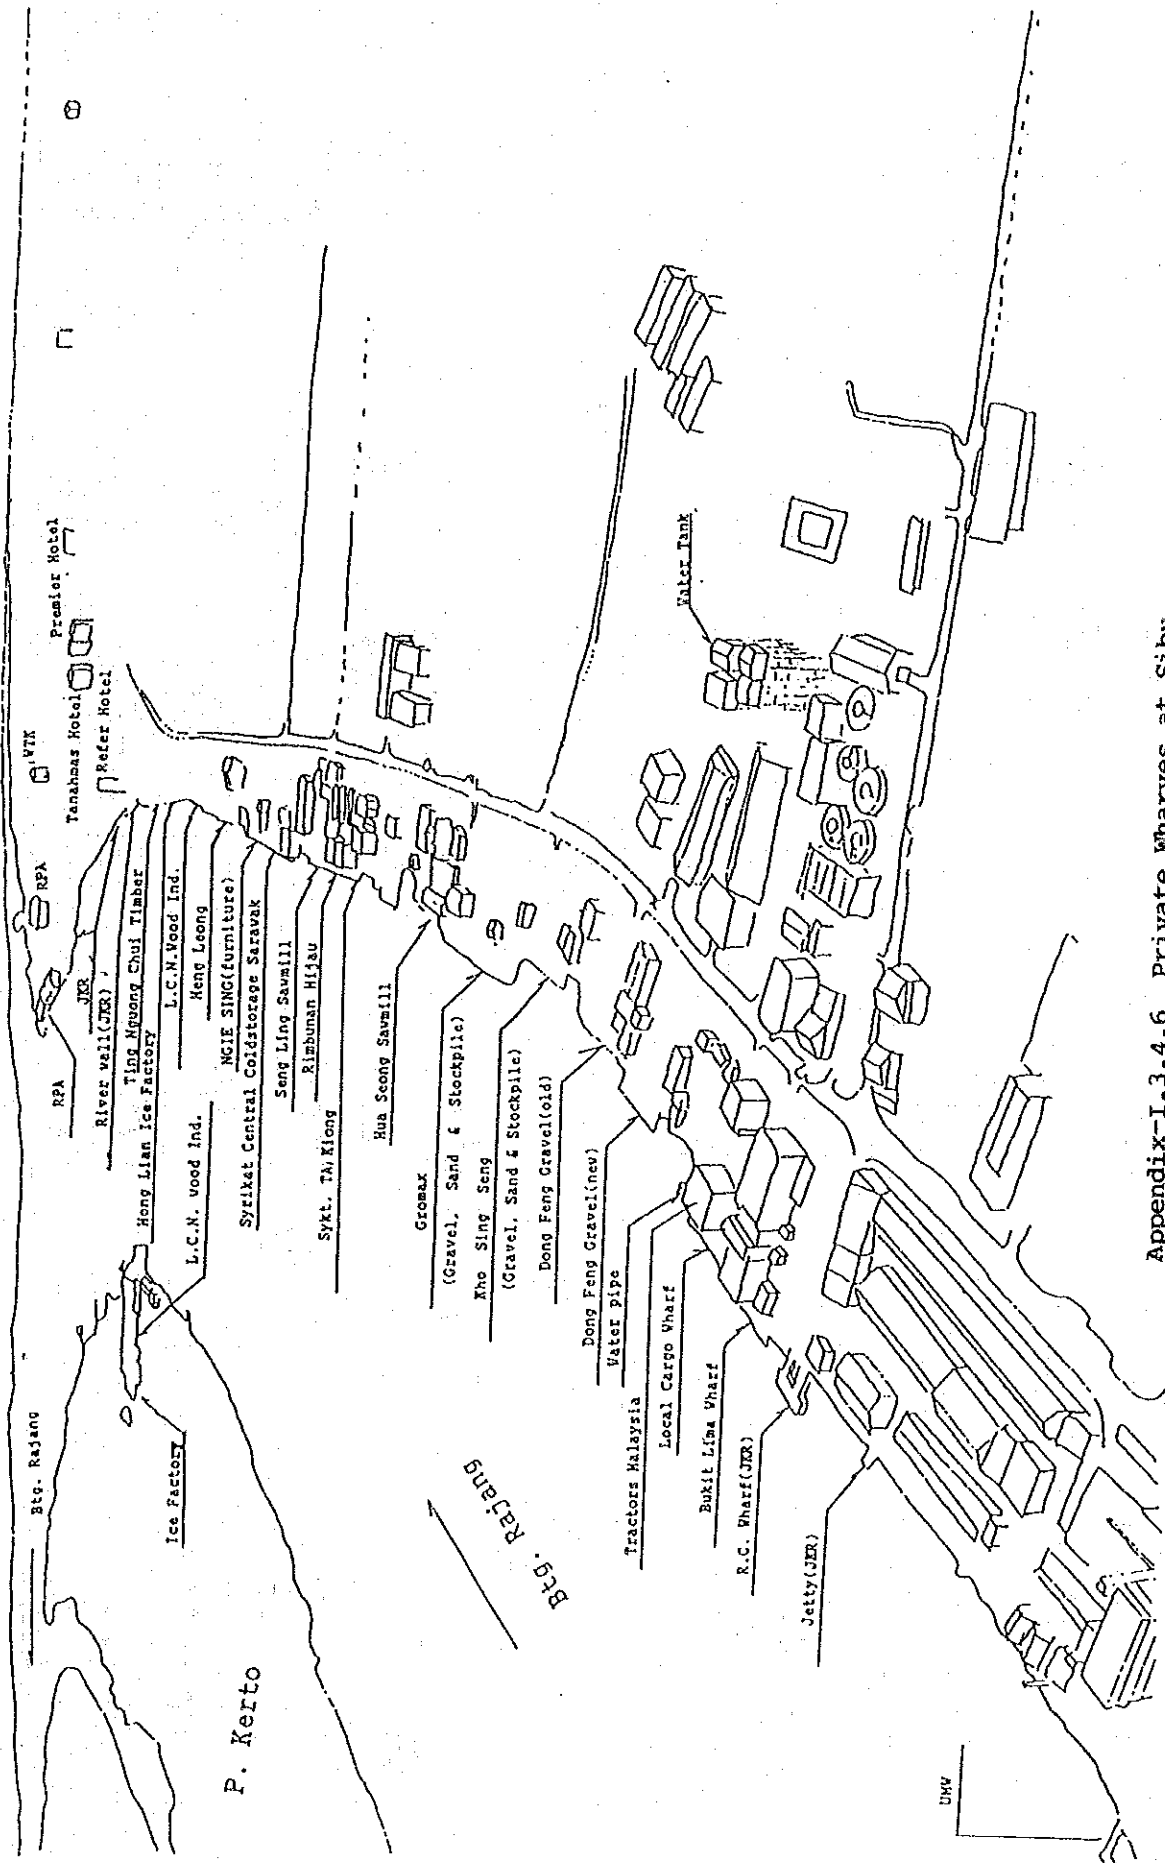 Btg. Rajang
P. Kerto
Ice Factory
L.C.N. wood Ind.
Hong Lian Ice Factory
RPA
RPA
JKR
River wall(JKR)
Ting Nguong Chui Timber
L.C.N.Wood Ind.
Heng Leong
NGIE SING(furniture)
Syriket Central Coldstorage Sarawak
Seng Ling Sawmill
Rimbunan Hijau
Sykt. TA, Kiong
Hua Seong Sawmill
Gromax
(Gravel, Sand & Stockpile)
Kho Sing Seng
(Gravel, Sand & Stockpile)
Dong Feng Gravel(old)
Dong Feng Gravel(new)
Water pipe
Tractors Malaysia
Local Cargo Wharf
Bukit Lima Wharf
R.C. Wharf(JKR)
Jetty(JKR)
UMW
Btg. Rajang
WTK
Tanahmas Hotel
Premier Hotel
Refer Hotel
Water Tank
Appendix-I.3.4.6 Private Wharves at Sibu